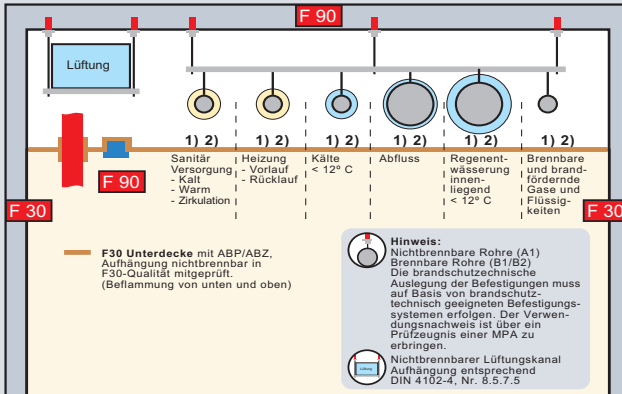 F 90
Lüftung
1) 2) 1) 2) 1) 2) 1) 2) 1) 2) 1) 2)
Sanitär
Versorgung
- Kalt
- Warm
- Zirkulation
Heizung
- Vorlauf
- Rücklauf
Kälte
< 12º C
Abfluss
Regenent-
wässerung
innen-
liegend
< 12º C
Brennbare
und brand-
fördernde
Gase und
Flüssig-
keiten
F 90
F 30
F 30
F30 Unterdecke mit ABP/ABZ,
Aufhängung nichtbrennbar in
F30-Qualität mitgeprüft.
(Beflammung von unten und oben)
Hinweis:
Nichtbrennbare Rohre (A1)
Brennbare Rohre (B1/B2)
Die brandschutzechnische
Auslegung der Befestigungen muss
auf Basis von brandschutz-
technisch geeigneten Befestigungs-
systemen erfolgen. Der Verwen-
dungsnachweis ist über ein
Prüfzeugnis einer MPA zu
erbringen.
Lüftung
Nichtbrennbarer Lüftungskanal
Aufhängung entsprechend
DIN 4102-4, Nr. 8.5.7.5